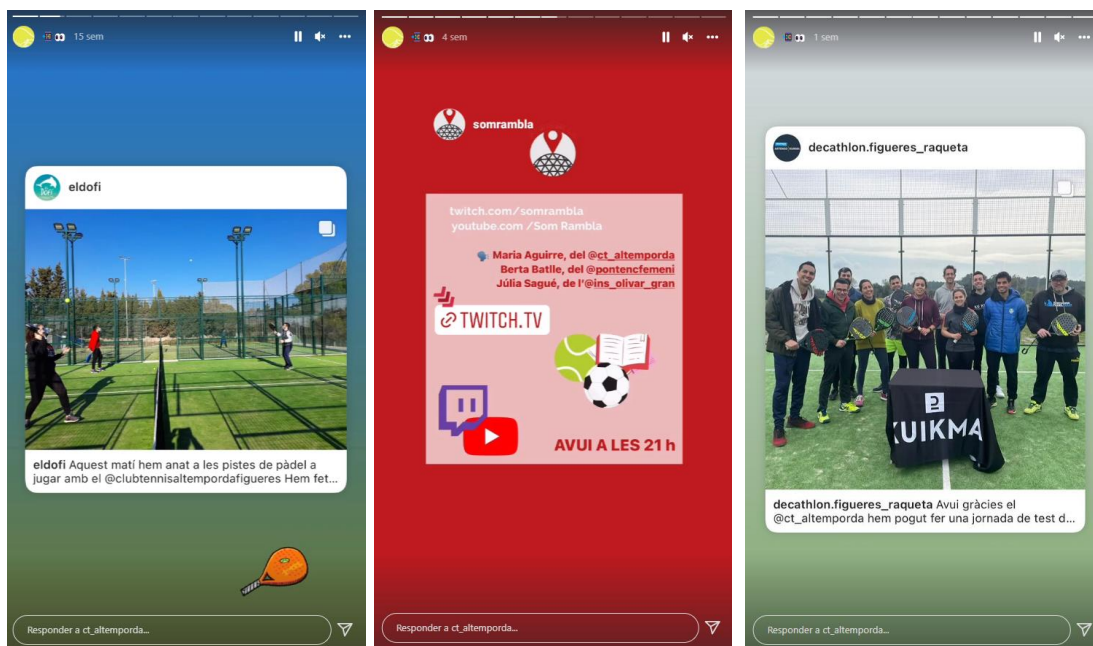 15 sem
eldofi
eldofi Aquest matí hem anat a les pistes de pàdel a
jugar amb el @clubtennisaltempordafigueres Hem fet...
Responder a ct_altemporda...
4 sem
somrambla
twitch.com/somrambla
youtube.com /Som Rambla
Maria Aguirre, del @ct_altemporda
Berta Batlle, del @pontencfemeni
Júlia Sagué, de l'@ins_olivar_gran
TWITCH.TV
AVUI A LES 21 h
Responder a ct_altemporda...
1 sem
decathlon.figueres_raqueta
KUIKMA
decathlon.figueres_raqueta Avui gràcies el
@ct_altemporda hem pogut fer una jornada de test d...
Responder a ct_altemporda...